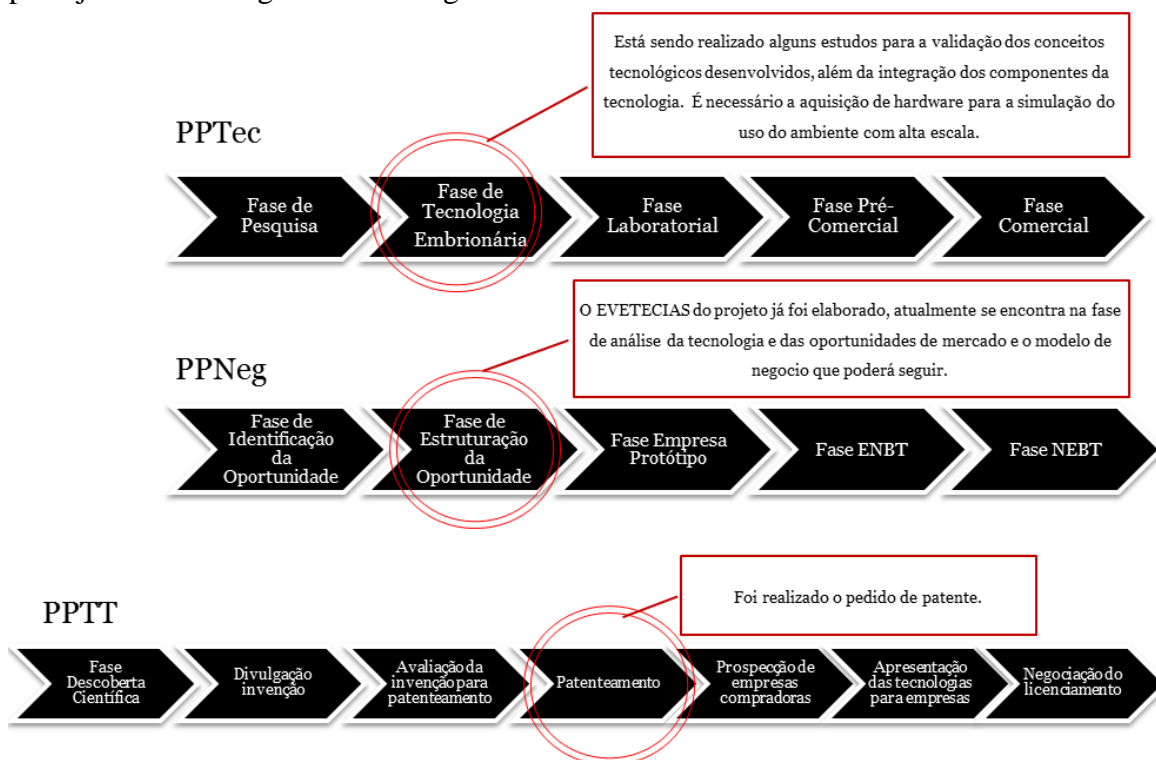 Está sendo realizado alguns estudos para a validação dos conceitos
tecnológicos desenvolvidos, além da integração dos componentes da
tecnologia. É necessário a aquisição de hardware para a simulação do
uso do ambiente com alta escala.
PPTec
Fase de
Pesquisa
Fase de
Tecnologia
Embrionária
Fase
Laboratorial
Fase Pré-
Comercial
Fase
Comercial
O EVETECIAS do projeto já foi elaborado, atualmente se encontra na fase
de análise da tecnologia e das oportunidades de mercado e o modelo de
negocio que poderá seguir.
PPNeg
Fase de
Identificação
da
Oportunidade
Fase de
Estruturação
da
Oportunidade
Fase Empresa
Protótipo
Fase ENBT
Fase NEBT
Foi realizado o pedido de patente.
PPTT
Fase
Descoberta
Científica
Divulgação
invenção
Avaliação da
invenção para
patenteamento
Patenteamento
Prospecção de
empresas
compradoras
Apresentação
das tecnologias
para empresas
Negociação do
licenciamento